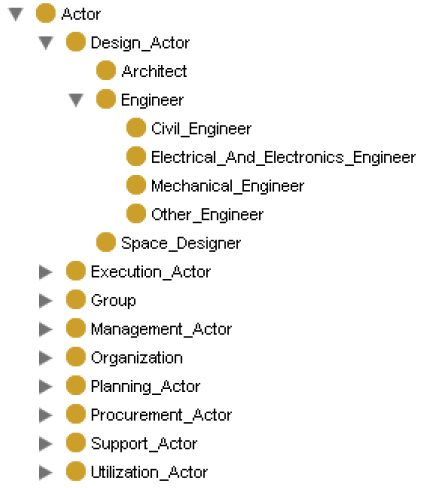 Actor
Design_Actor
Architect
Engineer
Civil_Engineer
Electrical_And_Electronics_Engineer
Mechanical_Engineer
Other_Engineer
Space_Designer
Execution_Actor
Group
Management_Actor
Organization
Planning_Actor
Procurement_Actor
Support_Actor
Utilization_Actor